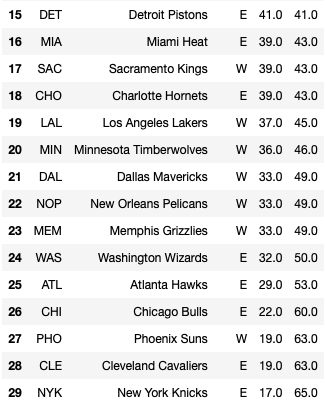 15 DET Detroit Pistons E 41.0 41.0
16 MIA Miami Heat E 39.0 43.0
17 SAC Sacramento Kings W 39.0 43.0
18 CHO Charlotte Hornets E 39.0 43.0
19 LAL Los Angeles Lakers W 37.0 45.0
20 MIN Minnesota Timberwolves W 36.0 46.0
21 DAL Dallas Mavericks W 33.0 49.0
22 NOP New Orleans Pelicans W 33.0 49.0
23 MEM Memphis Grizzlies W 33.0 49.0
24 WAS Washington Wizards E 32.0 50.0
25 ATL Atlanta Hawks E 29.0 53.0
26 CHI Chicago Bulls E 22.0 60.0
27 PHO Phoenix Suns W 19.0 63.0
28 CLE Cleveland Cavaliers E 19.0 63.0
29 NYK New York Knicks E 17.0 65.0